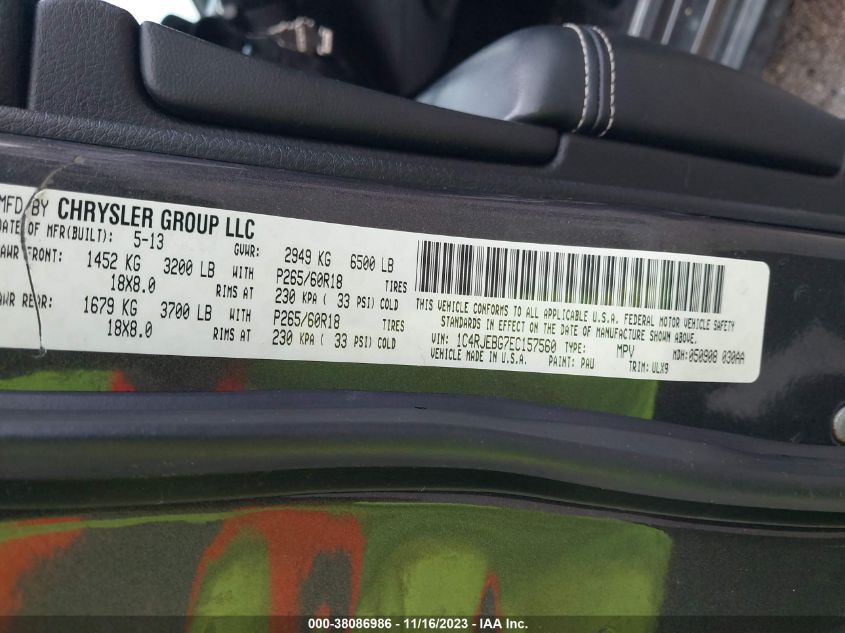 MFD BY CHRYSLER GROUP LLC
DATE OF MFR(BUILT): 5-13 GVWR: 2949 KG 6500 LB
GAWR FRONT: 1452 KG 3200 LB WITH P265/60R18 TIRES
18X8.0 RIMS AT 230 KPA ( 33 PSI) COLD
GAWR REAR: 1679 KG 3700 LB WITH P265/60R18 TIRES
18X8.0 RIMS AT 230 KPA ( 33 PSI) COLD
THIS VEHICLE CONFORMS TO ALL APPLICABLE U.S.A. FEDERAL MOTOR VEHICLE SAFETY
STANDARDS IN EFFECT ON THE DATE OF MANUFACTURE SHOWN ABOVE.
VIN: 1C4RJEBG7EC157560 TYPE: MPV MDH: 050908 030AA
VEHICLE MADE IN U.S.A. PAINT: PAU TRIM: ULX9
000-38086986 - 11/16/2023 - IAA Inc.